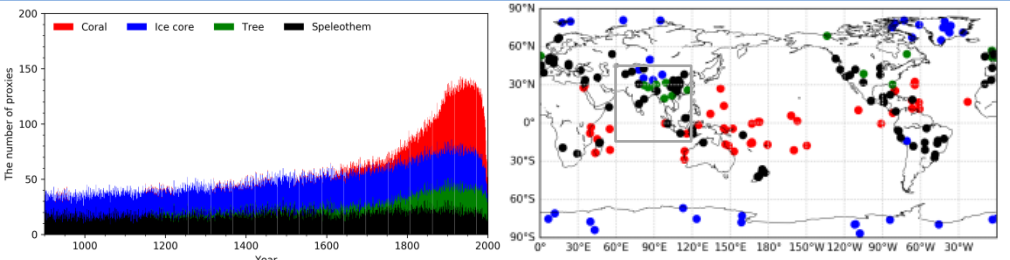 200
150
100
50
0
The number of proxies
Coral Ice core Tree Speleothem
1000 1200 1400 1600 1800 2000
Year
90°N
60°N
30°N
0°
30°S
60°S
90°S
0° 30°E 60°E 90°E 120°E 150°E 180° 150°W 120°W 90°W 60°W 30°W